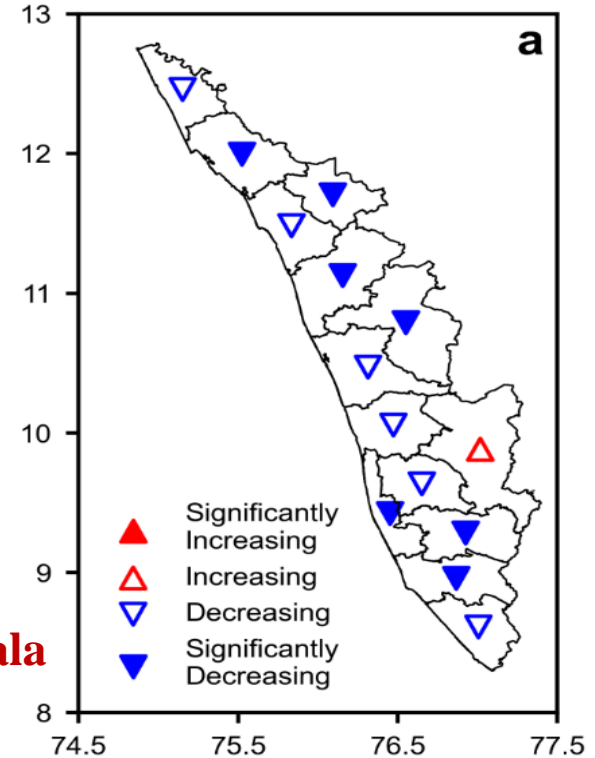 13
a
12
11
10
9
8
Significantly
Increasing
Increasing
Decreasing
Significantly
Decreasing
ala
74.5 75.5 76.5 77.5